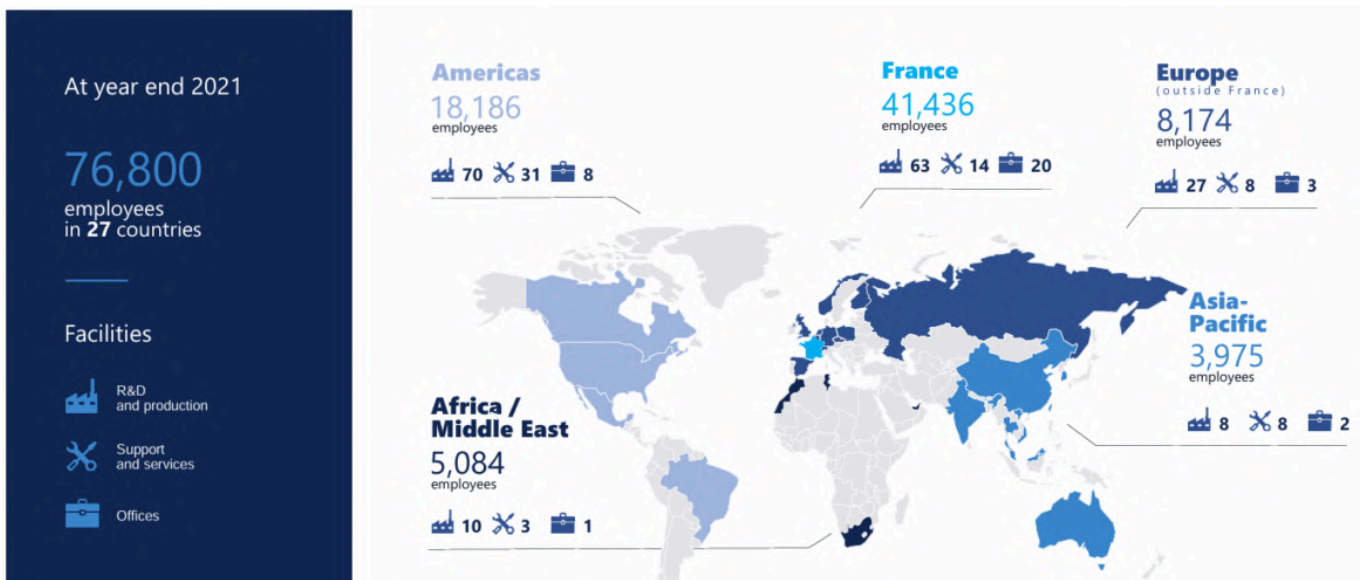 At year end 2021
76,800
employees
in 27 countries
Facilities
R&D
and production
Support
and services
Offices
Americas
18,186
employees
70 31 8
France
41,436
employees
63 14 20
Europe
(outside France)
8,174
employees
27 8 3
Asia-
Pacific
3,975
employees
8 8 2
Africa /
Middle East
5,084
employees
10 3 1